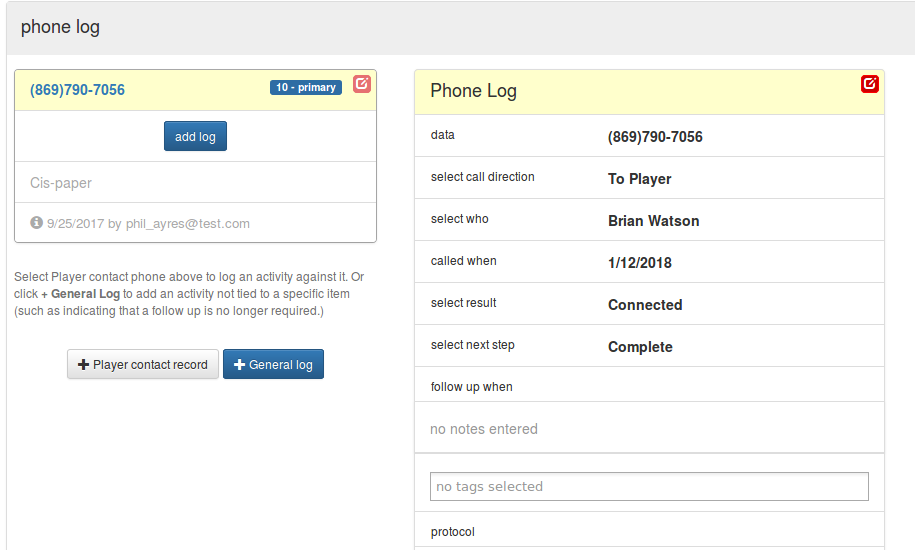 phone log
(869)790-7056
10 - primary
add log
Cis-paper
9/25/2017 by phil_ayres@test.com
Select Player contact phone above to log an activity against it. Or
click + General Log to add an activity not tied to a specific item
(such as indicating that a follow up is no longer required.)
+ Player contact record
+ General log
Phone Log
data (869)790-7056
select call direction To Player
select who Brian Watson
called when 1/12/2018
select result Connected
select next step Complete
follow up when
no notes entered
no tags selected
protocol